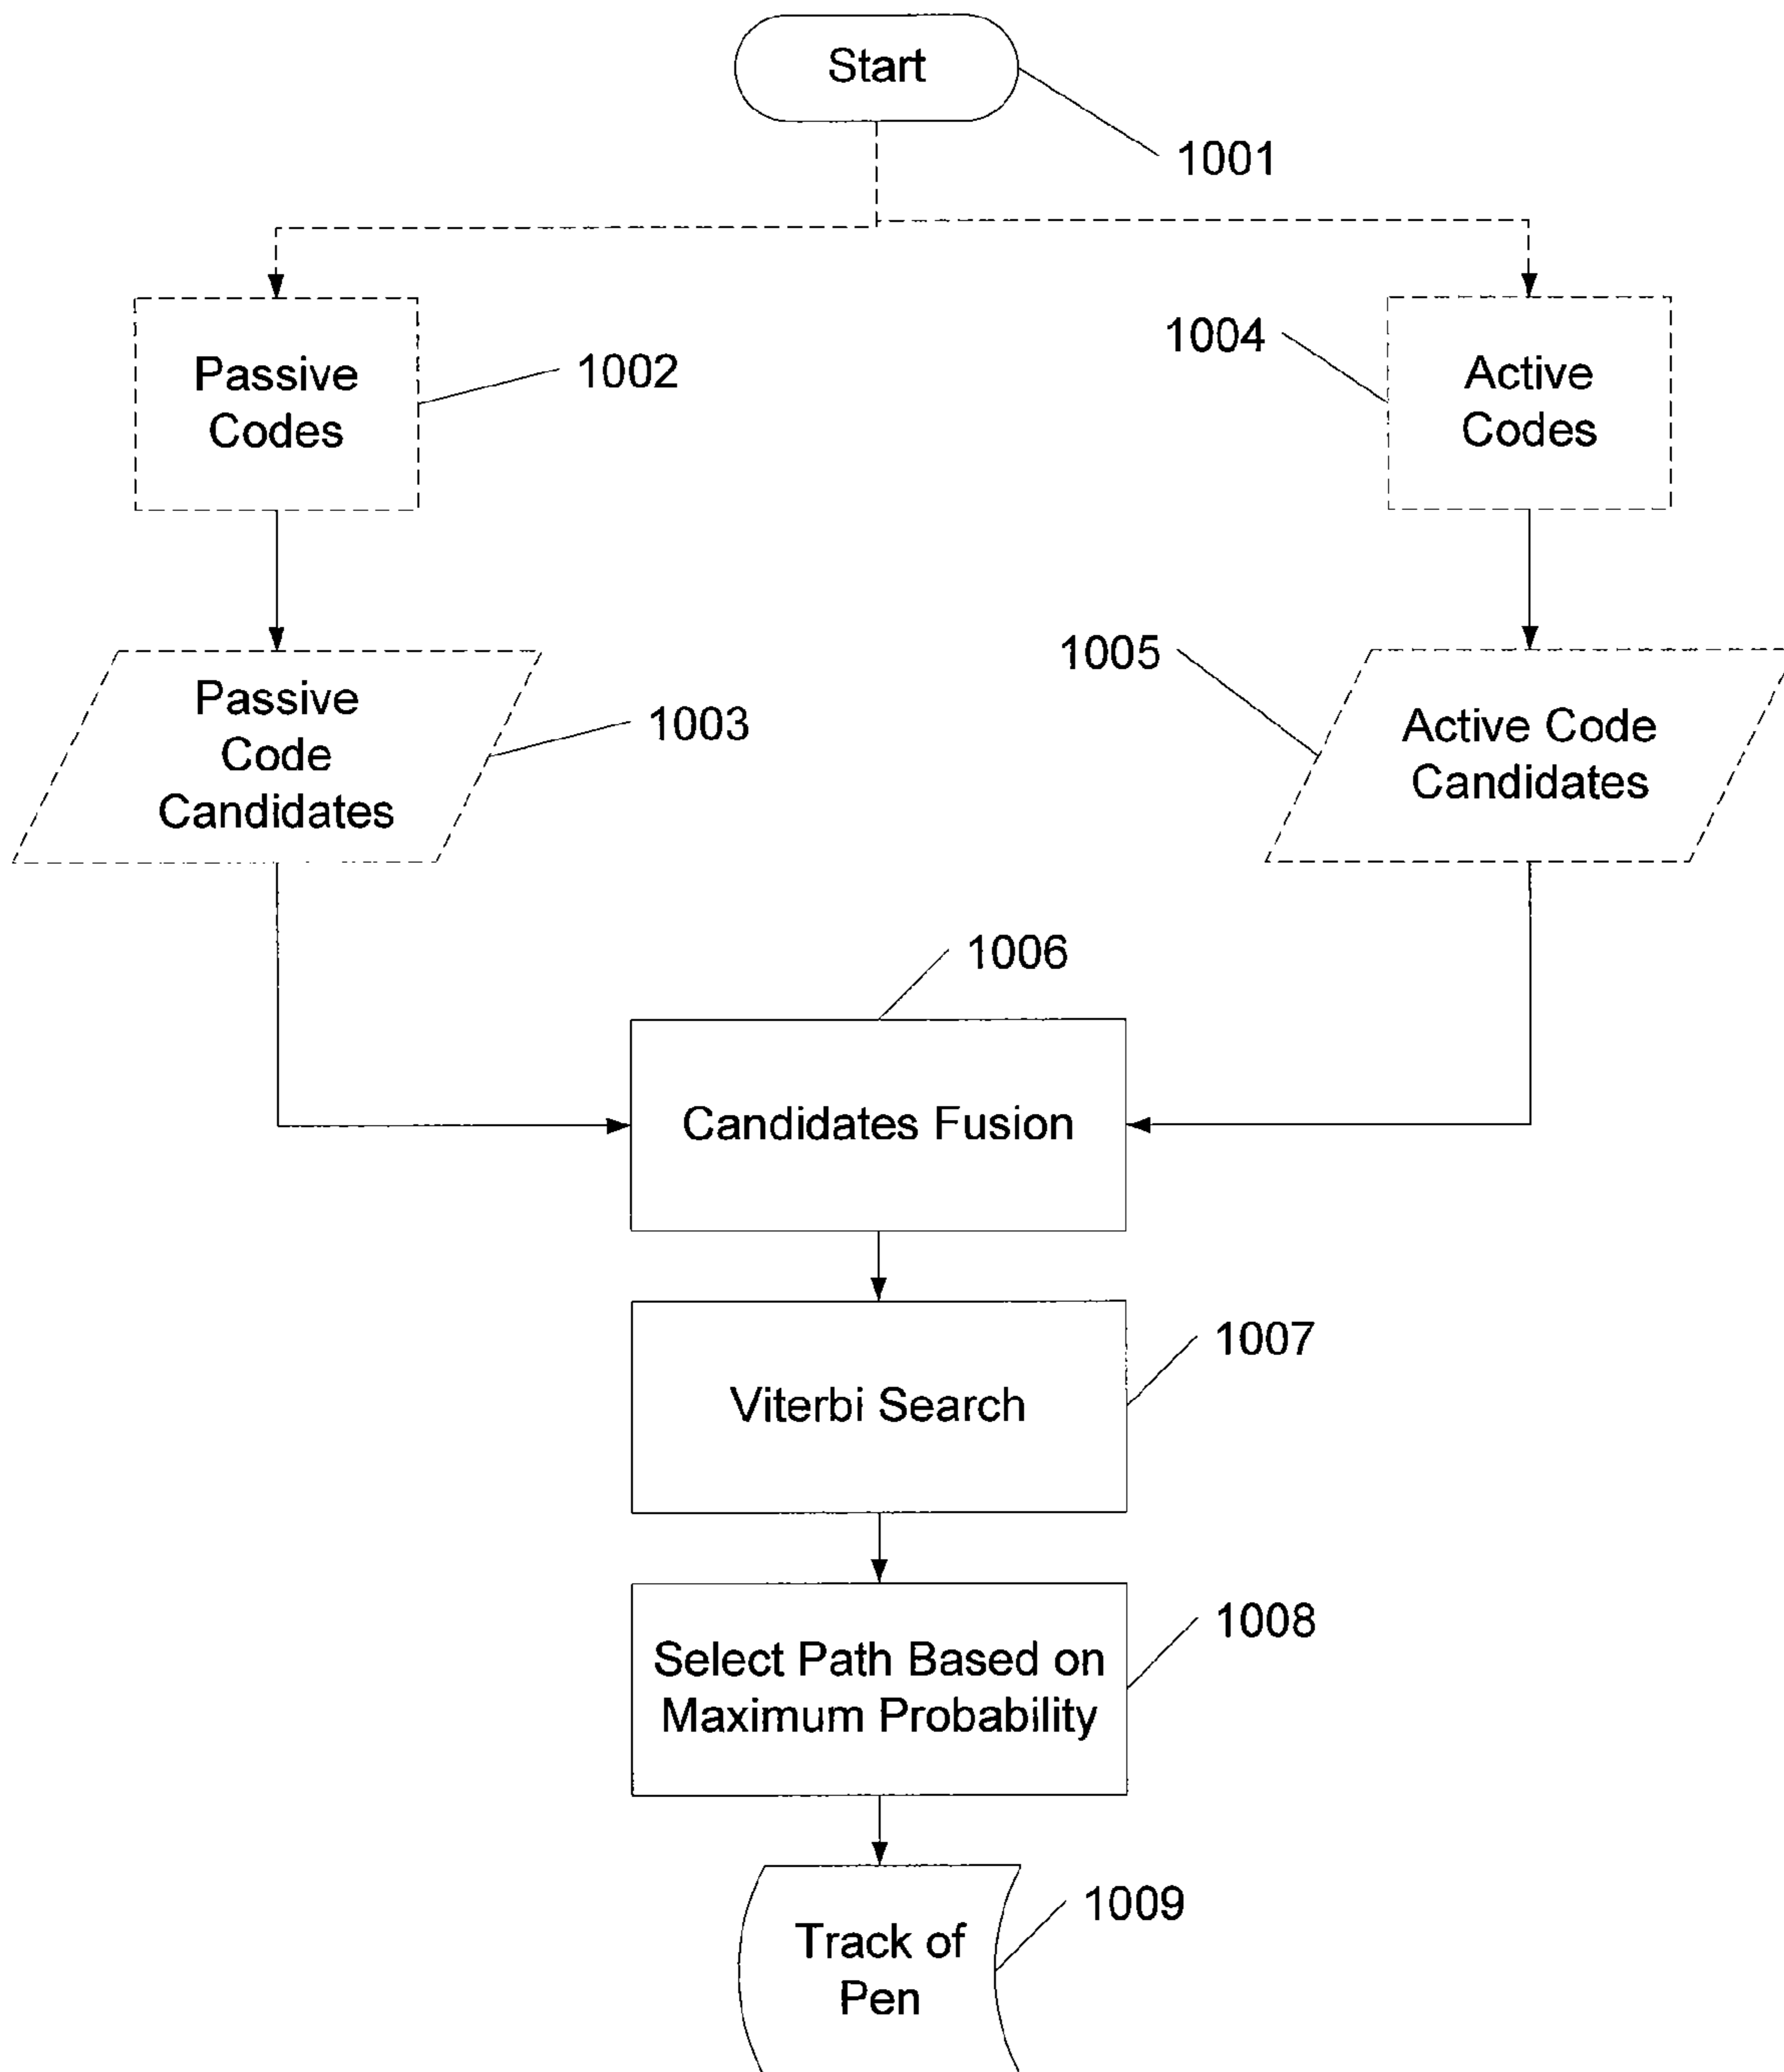 Start
1001
Passive
Codes
1002
1004
Active
Codes
Passive
Code
Candidates
1003
1005
Active Code
Candidates
1006
Candidates Fusion
Viterbi Search
1007
Select Path Based on
Maximum Probability
1008
Track of
Pen
1009